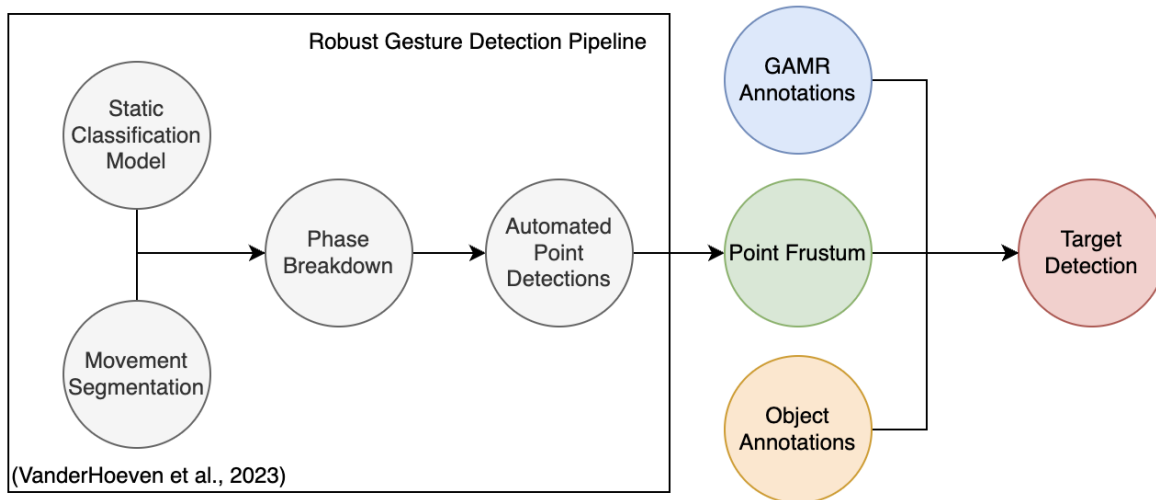 Robust Gesture Detection Pipeline
Static
Classification
Model
Movement
Segmentation
Phase
Breakdown
Automated
Point
Detections
(VanderHoeven et al., 2023)
GAMR
Annotations
Point Frustum
Object
Annotations
Target
Detection